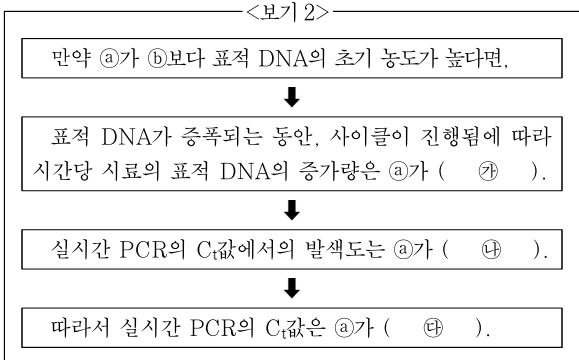 <보기 2>
만약 ⓐ가 ⓑ보다 표적 DNA의 초기 농도가 높다면,
표적 DNA가 증폭되는 동안, 사이클이 진행됨에 따라
시간당 시료의 표적 DNA의 증가량은 ⓐ가 ( ㉮ ).
실시간 PCR의 Ct값에서의 발색도는 ⓐ가 ( ㉯ ).
따라서 실시간 PCR의 Ct값은 ⓐ가 ( ㉰ ).